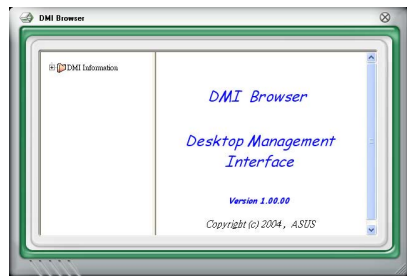 DMI Browser
DMI Information
DMI Browser
Desktop Management
Interface
Version 1.00.00
Copyright (c) 2004, ASUS